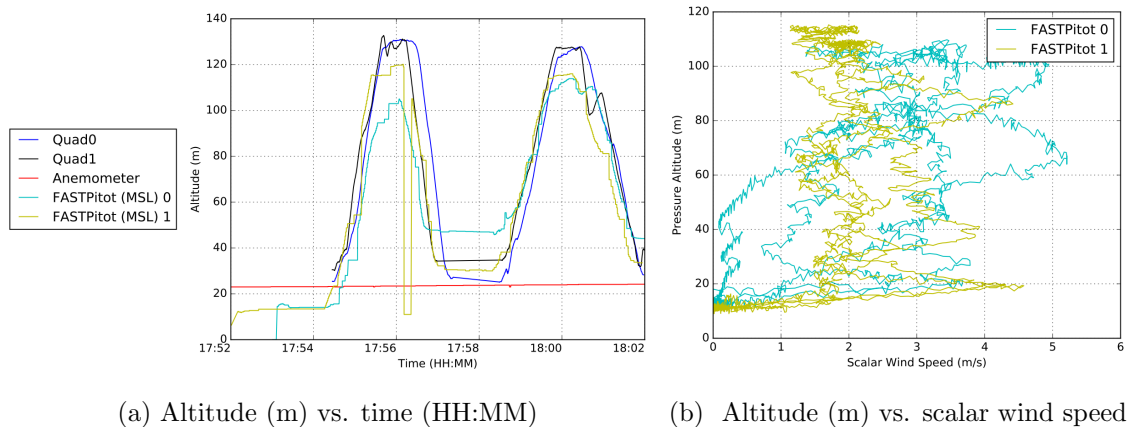 Quad0
Quad1
Anemometer
FASTPitot (MSL) 0
FASTPitot (MSL) 1
Altitude (m)
140
120
100
80
60
40
20
0
17:52
17:54
17:56
17:58
18:00
18:02
Time (HH:MM)
(a) Altitude (m) vs. time (HH:MM)
Pressure Altitude (m)
120
100
80
60
40
20
0
FASTPitot 0
FASTPitot 1
0
1
2
3
4
5
6
Scalar Wind Speed (m/s)
(b) Altitude (m) vs. scalar wind speed